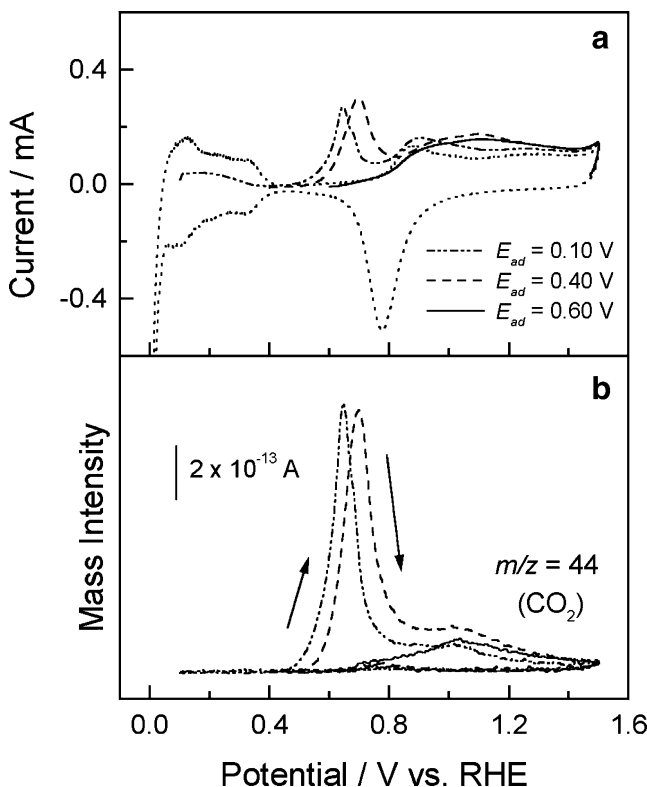 a
0.4
0.0
-0.4
Current / mA
E_ad = 0.10 V
E_ad = 0.40 V
E_ad = 0.60 V
b
2 x 10^-13 A
m/z = 44
(CO₂)
Mass Intensity
0.0 0.4 0.8 1.2 1.6
Potential / V vs. RHE